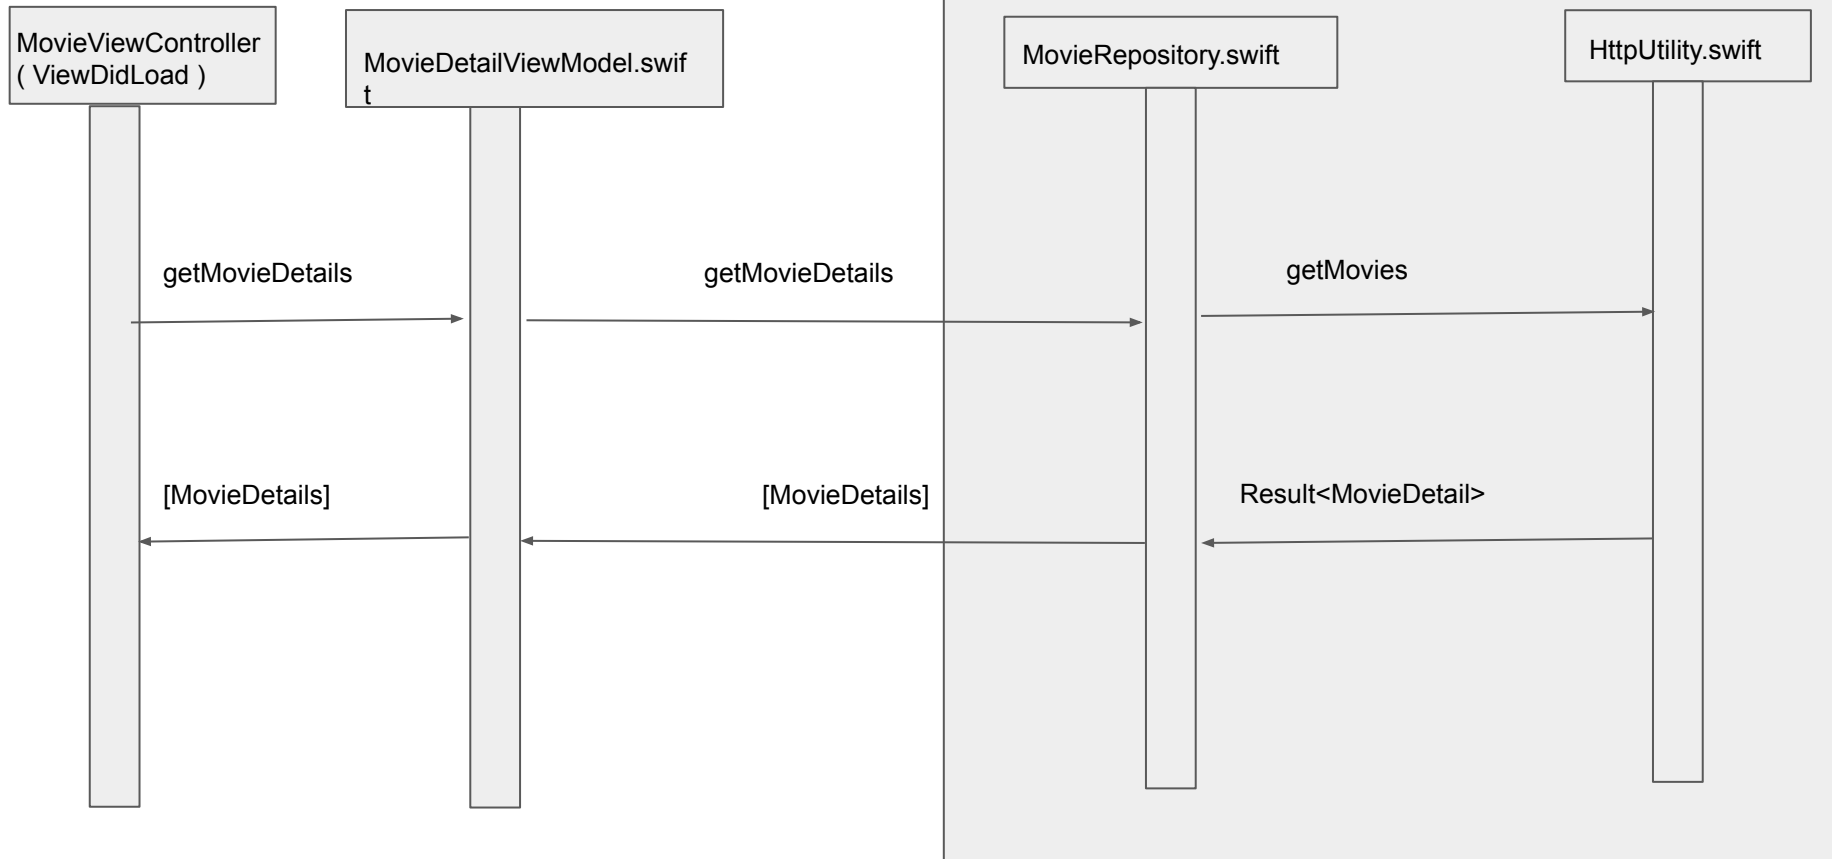 MovieViewController
( ViewDidLoad )
MovieDetailViewModel.swif
t
MovieRepository.swift
HttpUtility.swift
getMovieDetails
getMovieDetails
getMovies
[MovieDetails]
[MovieDetails]
Result<MovieDetail>